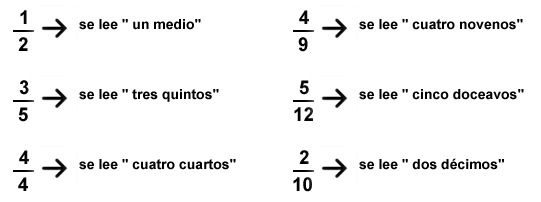 1/2 → se lee " un medio"
4/9 → se lee " cuatro novenos"
3/5 → se lee " tres quintos"
5/12 → se lee " cinco doceavos"
4/4 → se lee " cuatro cuartos"
2/10 → se lee " dos décimos"